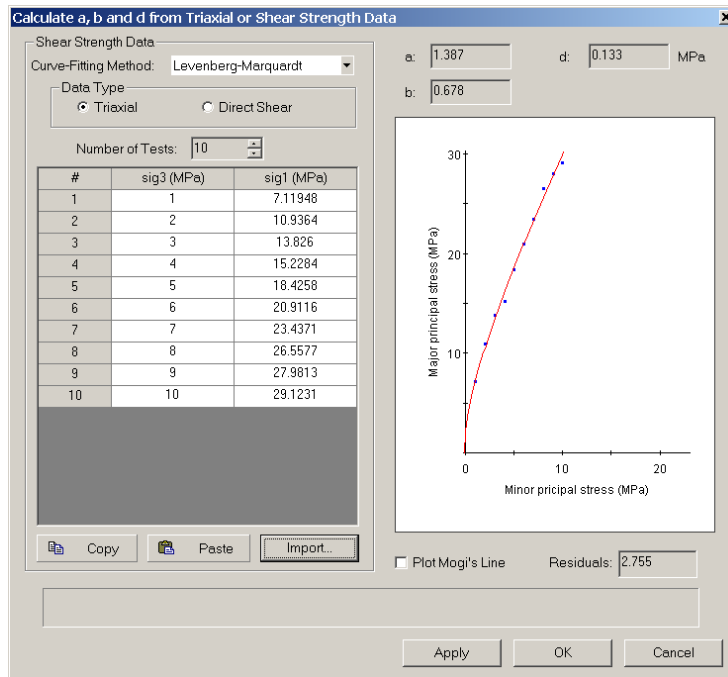 Calculate a, b and d from Triaxial or Shear Strength Data
Shear Strength Data
Curve-Fitting Method: Levenberg-Marquardt
Data Type
Triaxial Direct Shear
Number of Tests: 10
# sig3 (MPa) sig1 (MPa)
1 1 7.11948
2 2 10.9364
3 3 13.826
4 4 15.2284
5 5 18.4258
6 6 20.9116
7 7 23.4371
8 8 26.5577
9 9 27.9813
10 10 29.1231
Copy Paste Import...
a: 1.387 d: 0.133 MPa
b: 0.678
30
20
10
0 10 20
Major principal stress (MPa)
Minor pricipal stress (MPa)
Plot Mogi's Line Residuals: 2.755
Apply OK Cancel